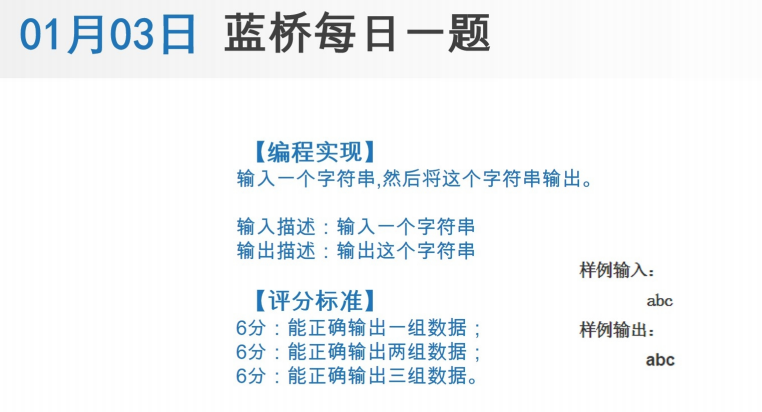 01月03日 蓝桥每日一题
【编程实现】
输入一个字符串,然后将这个字符串输出。
输入描述：输入一个字符串
输出描述：输出这个字符串
【评分标准】
6分：能正确输出一组数据；
6分：能正确输出两组数据；
6分：能正确输出三组数据。
样例输入：
abc
样例输出：
abc